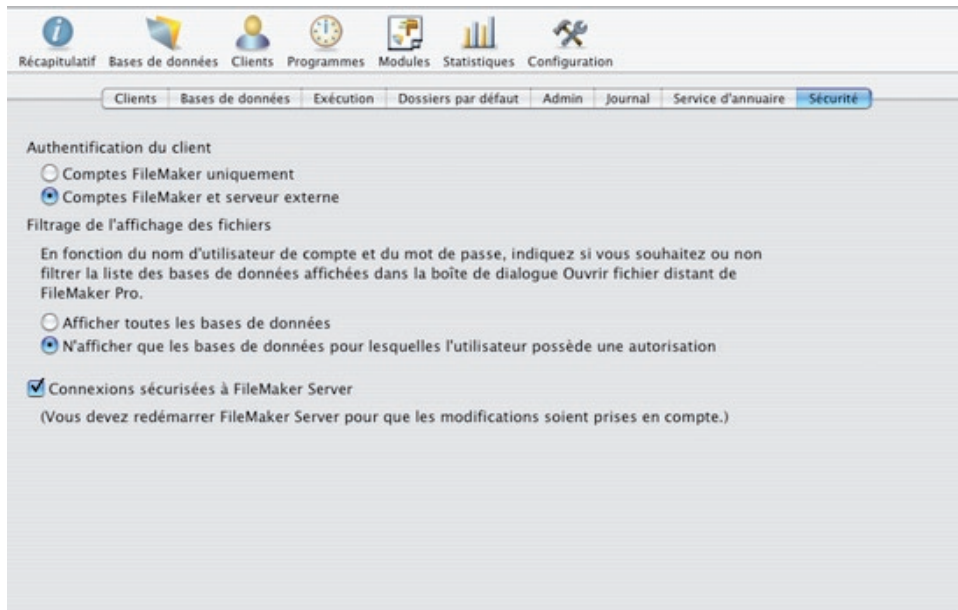 Récapitulatif Bases de données Clients Programmes Modules Statistiques Configuration
Clients Bases de données Exécution Dossiers par défaut Admin Journal Service d'annuaire Sécurité
Authentification du client
Comptes FileMaker uniquement
Comptes FileMaker et serveur externe
Filtrage de l'affichage des fichiers
En fonction du nom d'utilisateur de compte et du mot de passe, indiquez si vous souhaitez ou non
filtrer la liste des bases de données affichées dans la boîte de dialogue Ouvrir fichier distant de
FileMaker Pro.
Afficher toutes les bases de données
N'afficher que les bases de données pour lesquelles l'utilisateur possède une autorisation
Connexions sécurisées à FileMaker Server
(Vous devez redémarrer FileMaker Server pour que les modifications soient prises en compte.)